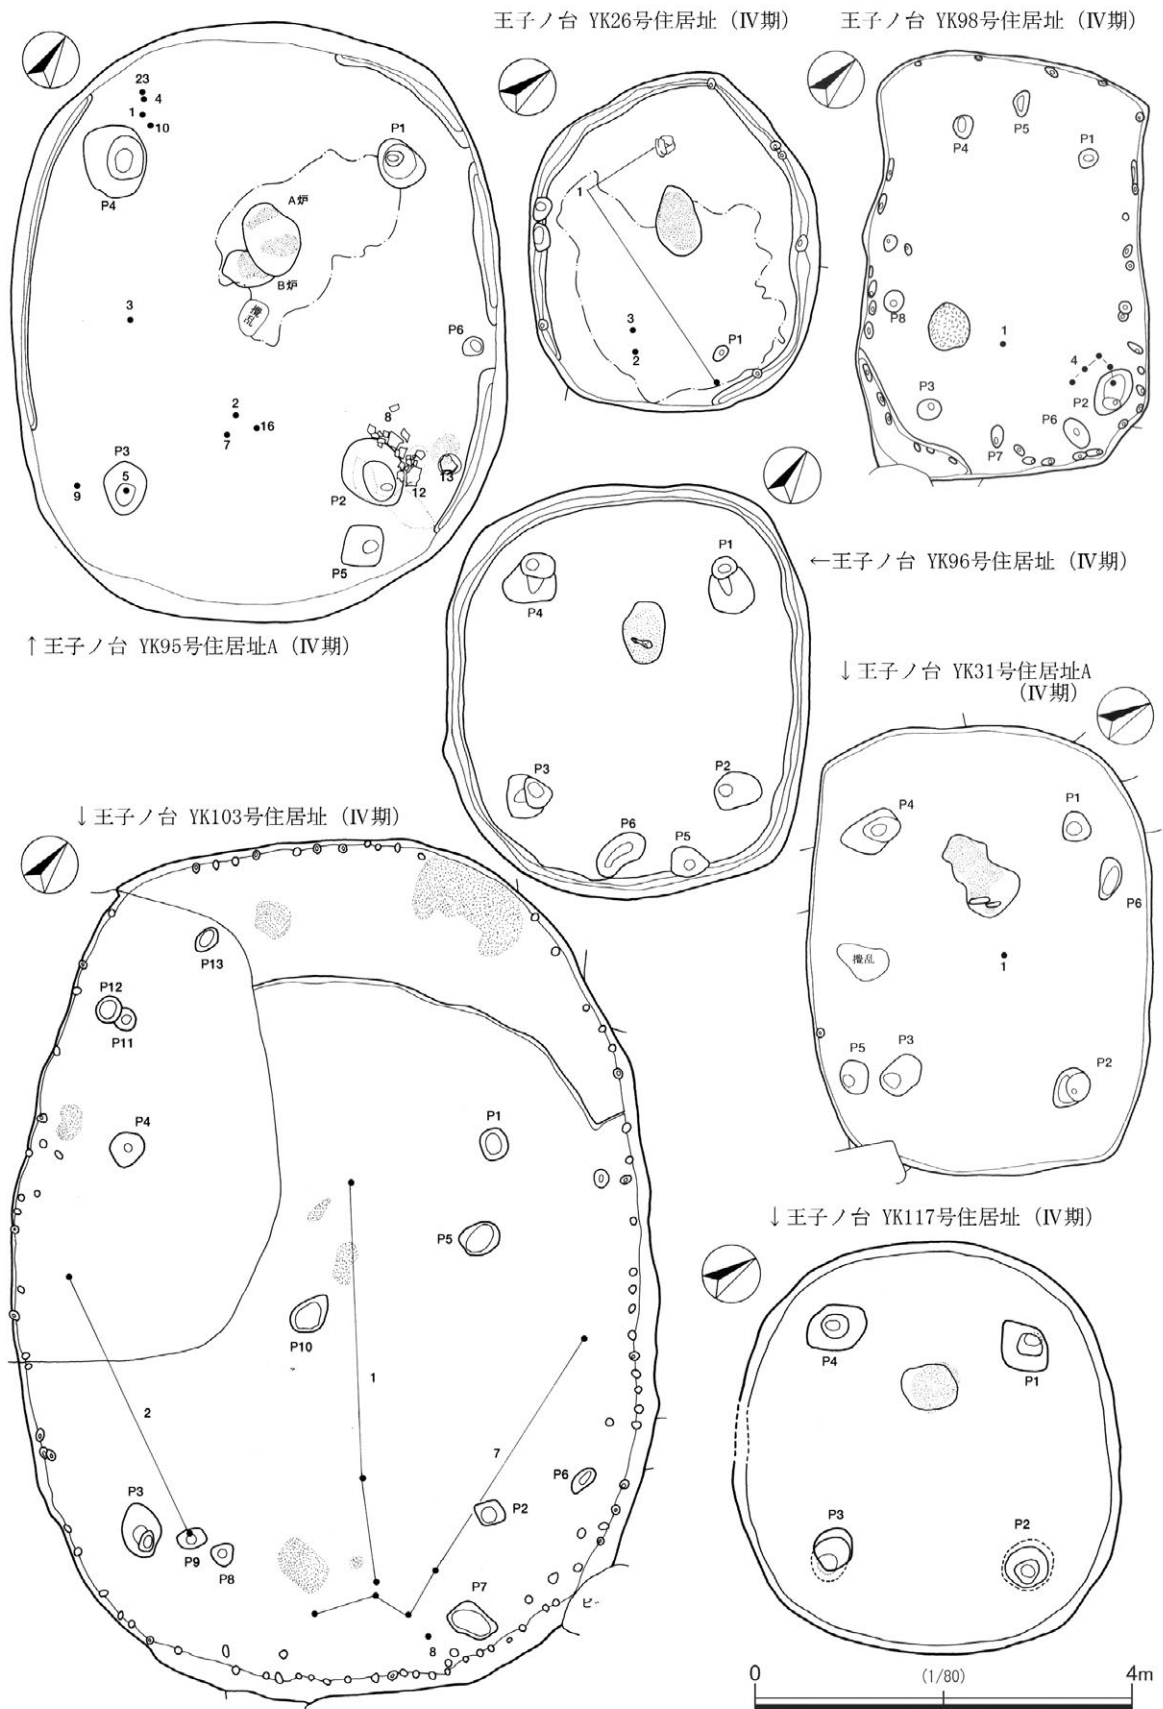 王子ノ台 YK26号住居址（Ⅳ期）
王子ノ台 YK98号住居址（Ⅳ期）
23
4
1
10
P4
P1
A炉
B炉
攪乱
3
P6
2
16
7
8
P3
5
9
P2
12
13
P5
↑王子ノ台 YK95号住居址A（Ⅳ期）
1
3
2
P1
P5
P4
P1
P8
1
4
P3
P2
P7
P6
←王子ノ台 YK96号住居址（Ⅳ期）
P4
P1
P3
P2
P6
P5
↓王子ノ台 YK31号住居址A
（Ⅳ期）
P4
P1
P6
攪乱
1
P5
P3
P2
↓王子ノ台 YK103号住居址（Ⅳ期）
P13
P12
P11
P4
P1
P5
P10
1
2
7
P3
P6
P2
P9
P8
P7
8
ピ
↓王子ノ台 YK117号住居址（Ⅳ期）
P4
P1
P3
P2
0
(1/80)
4m